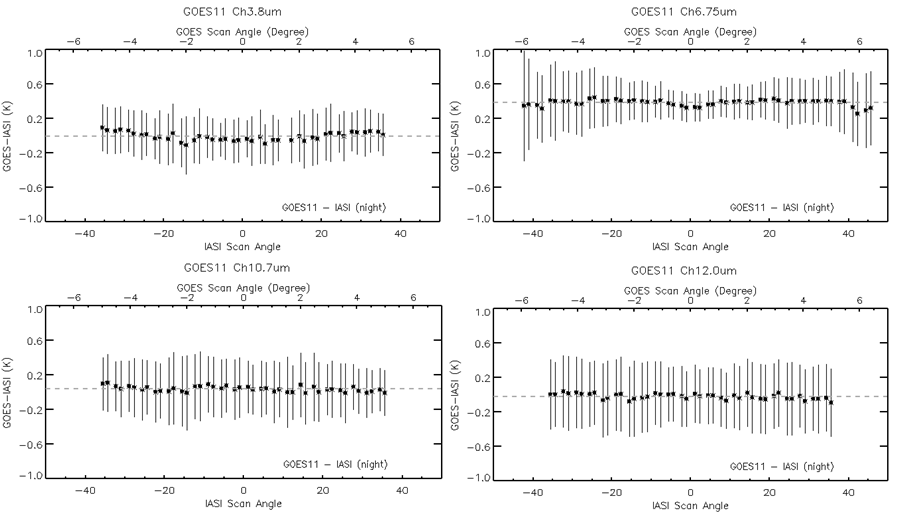 GOES11 Ch3.8um
GOES Scan Angle (Degree)
−6 −4 −2 0 2 4 6
1.0
0.6
0.2
−0.2
−0.6
−1.0
GOES−IASI (K)
GOES11 − IASI (night)
−40 −20 0 20 40
IASI Scan Angle
GOES11 Ch6.75um
GOES Scan Angle (Degree)
−6 −4 −2 0 2 4 6
1.0
0.6
0.2
−0.2
−0.6
−1.0
GOES−IASI (K)
GOES11 − IASI (night)
−40 −20 0 20 40
IASI Scan Angle
GOES11 Ch10.7um
GOES Scan Angle (Degree)
−6 −4 −2 0 2 4 6
1.0
0.6
0.2
−0.2
−0.6
−1.0
GOES−IASI (K)
GOES11 − IASI (night)
−40 −20 0 20 40
IASI Scan Angle
GOES11 Ch12.0um
GOES Scan Angle (Degree)
−6 −4 −2 0 2 4 6
1.0
0.6
0.2
−0.2
−0.6
−1.0
GOES−IASI (K)
GOES11 − IASI (night)
−40 −20 0 20 40
IASI Scan Angle